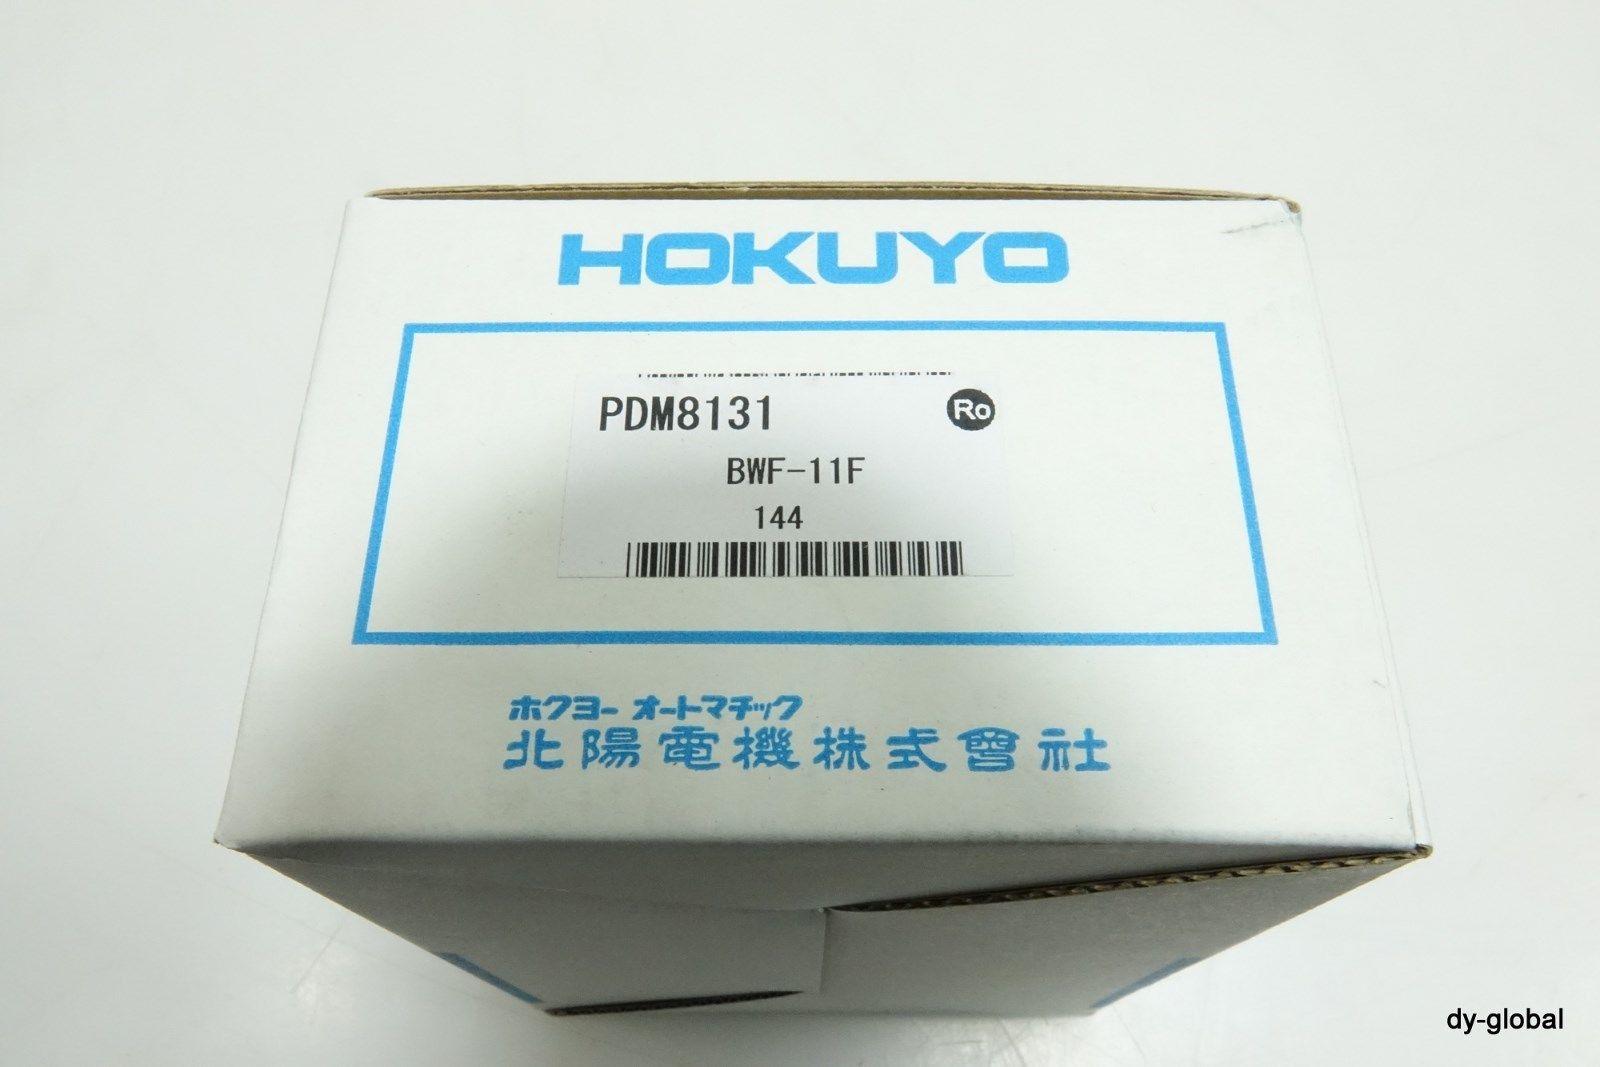 HOKUYO
PDM8131 Ro
BWF-11F
144
ホクヨー オートマチック
北陽電機株式會社
dy-global